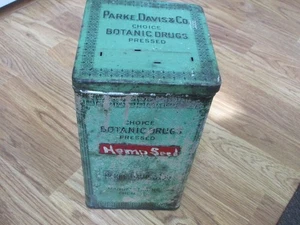 PARKE, DAVIS & CO.
CHOICE
BOTANIC DRUGS
PRESSED
CHOICE
BOTANIC DRUGS
PRESSED
Hemp Seed